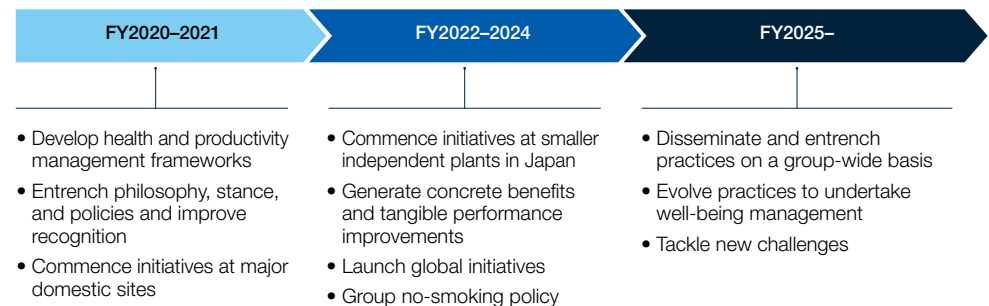 FY2020–2021
• Develop health and productivity
management frameworks
• Entrench philosophy, stance,
and policies and improve
recognition
• Commence initiatives at major
domestic sites
FY2022–2024
• Commence initiatives at smaller
independent plants in Japan
• Generate concrete benefits
and tangible performance
improvements
• Launch global initiatives
• Group no-smoking policy
FY2025–
• Disseminate and entrench
practices on a group-wide basis
• Evolve practices to undertake
well-being management
• Tackle new challenges